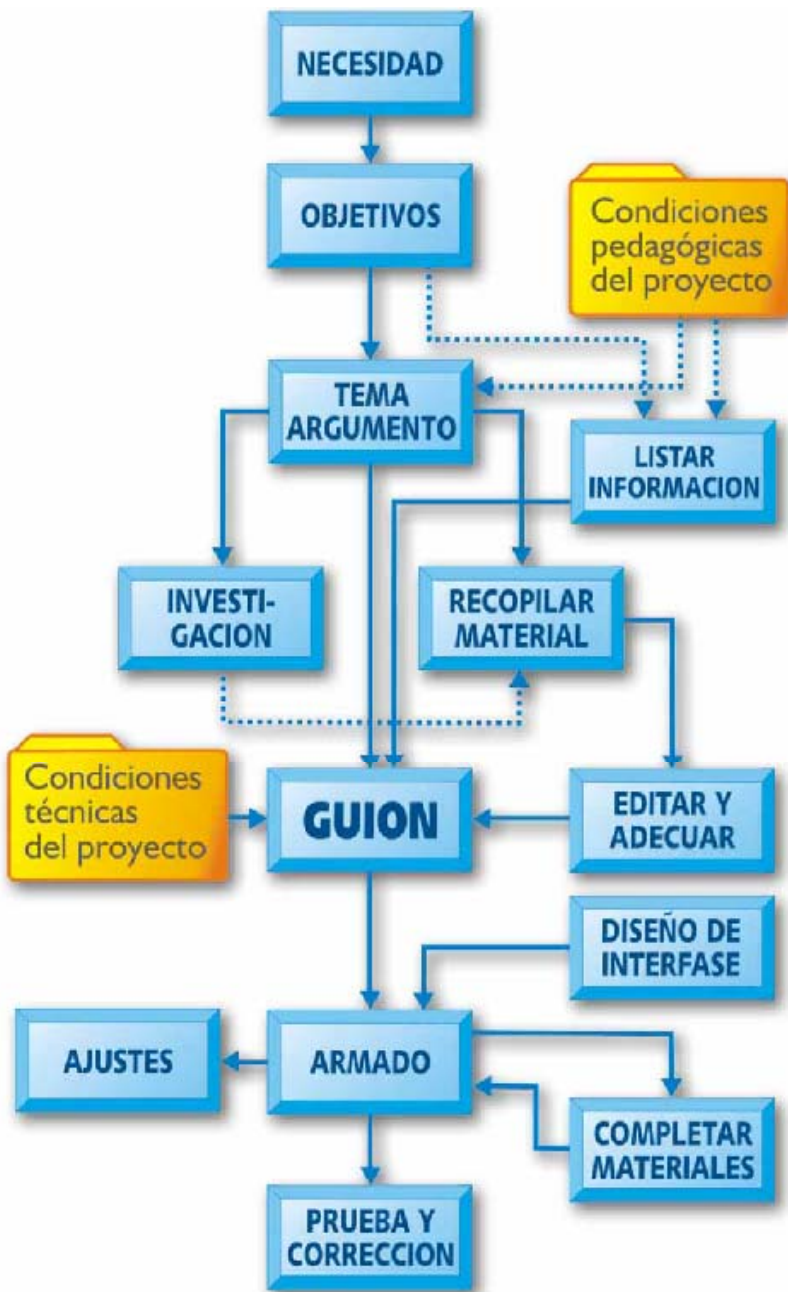 NECESIDAD
OBJETIVOS
Condiciones
pedagógicas
del proyecto
TEMA
ARGUMENTO
LISTAR
INFORMACION
INVESTI-
GACION
RECOPILAR
MATERIAL
Condiciones
técnicas
del proyecto
GUION
EDITAR Y
ADECUAR
DISEÑO DE
INTERFASE
AJUSTES
ARMADO
COMPLETAR
MATERIALES
PRUEBA Y
CORRECCION